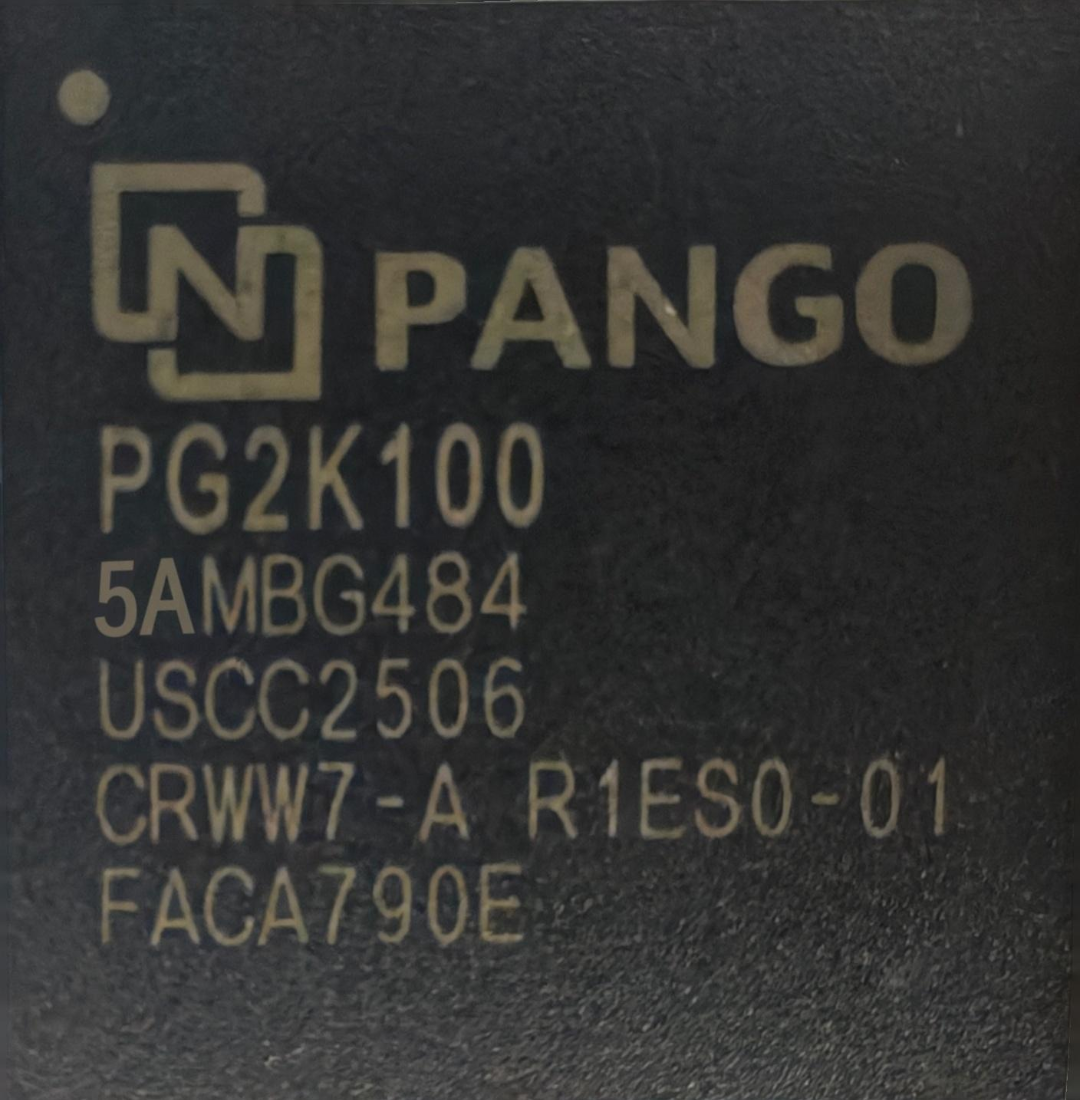 N PANGO
PG2K100
5AMBG484
USCC2506
CRWW7-A R1ES0-01
FACA790E